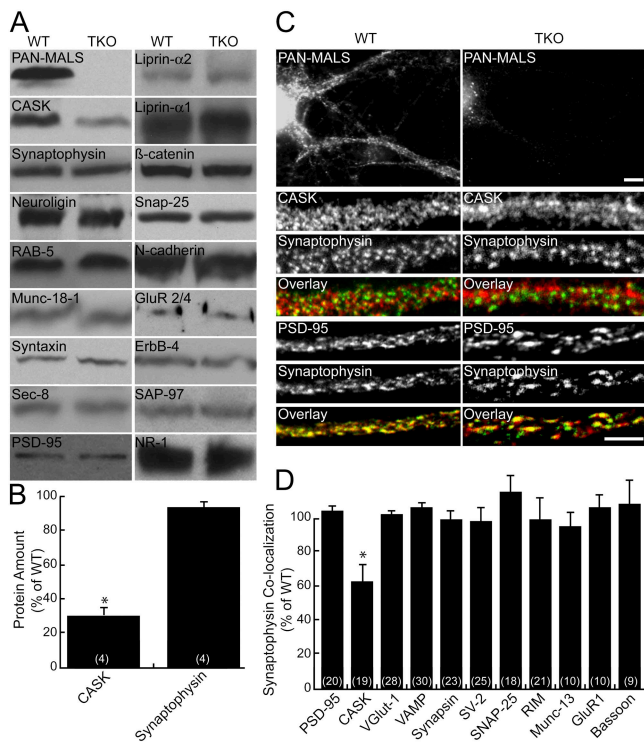 A
WT TKO WT TKO
PAN-MALS Liprin-α2
CASK Liprin-α1
Synaptophysin ß-catenin
Neuroligin Snap-25
RAB-5 N-cadherin
Munc-18-1 GluR 2/4
Syntaxin ErbB-4
Sec-8 SAP-97
PSD-95 NR-1
B
Protein Amount
(% of WT)
100
80
60
40
20
0
*
(4) (4)
CASK Synaptophysin
C
WT TKO
PAN-MALS PAN-MALS
CASK CASK
Synaptophysin Synaptophysin
Overlay Overlay
PSD-95 PSD-95
Synaptophysin Synaptophysin
Overlay Overlay
D
Synaptophysin Co-localization
(% of WT)
100
80
60
40
20
0
*
(20) (19) (28) (30) (23) (25) (18) (21) (10) (10) (9)
PSD-95 CASK VGlut-1 VAMP Synapsin SV-2 SNAP-25 RIM Munc-13 GluR1 Bassoon